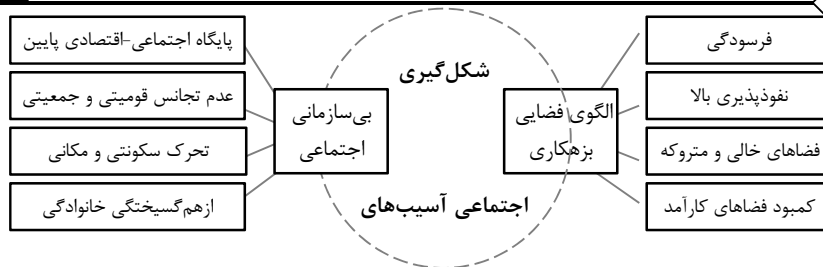 فرسودگی
نفوذپذیری بالا
فضاهای خالی و متروکه
کمبود فضاهای کارآمد
الگوی فضایی
بزهکاری
شکل‌گیری
اجتماعی آسیب‌های
بی‌سازمانی
اجتماعی
پایگاه اجتماعی-اقتصادی پایین
عدم تجانس قومیتی و جمعیتی
تحرک سکونتی و مکانی
ازهم‌گسیختگی خانوادگی